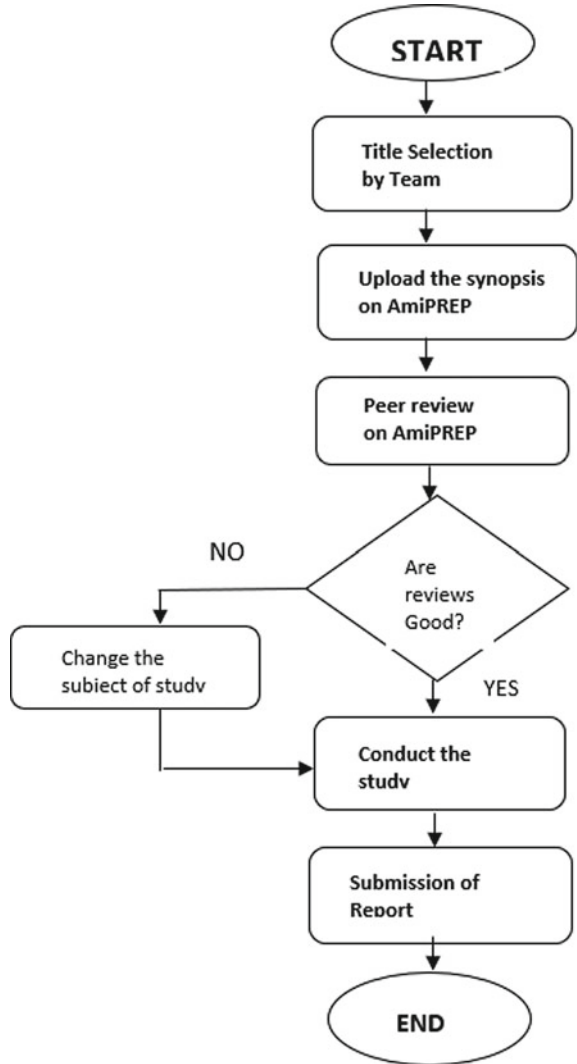 START
Title Selection
by Team
Upload the synopsis
on AmiPREP
Peer review
on AmiPREP
NO
Are
reviews
Good?
Change the
subject of study
YES
Conduct the
study
Submission of
Report
END